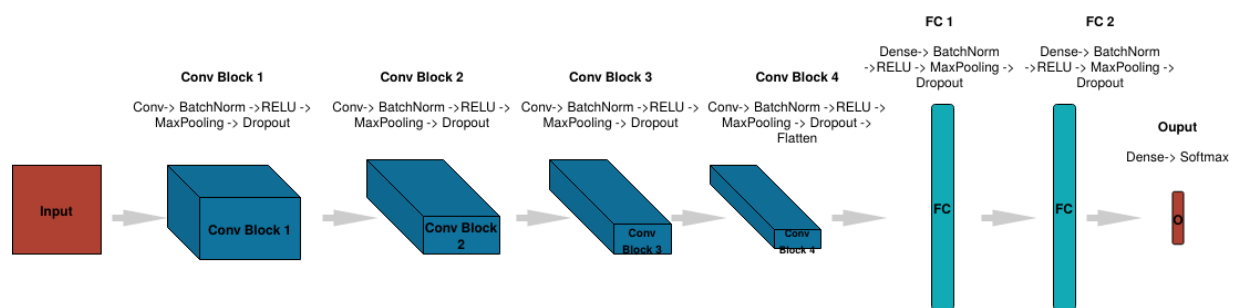 FC 1
FC 2
Dense-> BatchNorm
->RELU -> MaxPooling ->
Dropout
Dense-> BatchNorm
->RELU -> MaxPooling ->
Dropout
Conv Block 1
Conv Block 2
Conv Block 3
Conv Block 4
Conv-> BatchNorm ->RELU ->
MaxPooling -> Dropout
Conv-> BatchNorm ->RELU ->
MaxPooling -> Dropout
Conv-> BatchNorm ->RELU ->
MaxPooling -> Dropout
Conv-> BatchNorm ->RELU ->
MaxPooling -> Dropout ->
Flatten
Ouput
Dense-> Softmax
Input
Conv Block 1
Conv Block
2
Conv
Block 3
Conv
Block 4
FC
FC
O